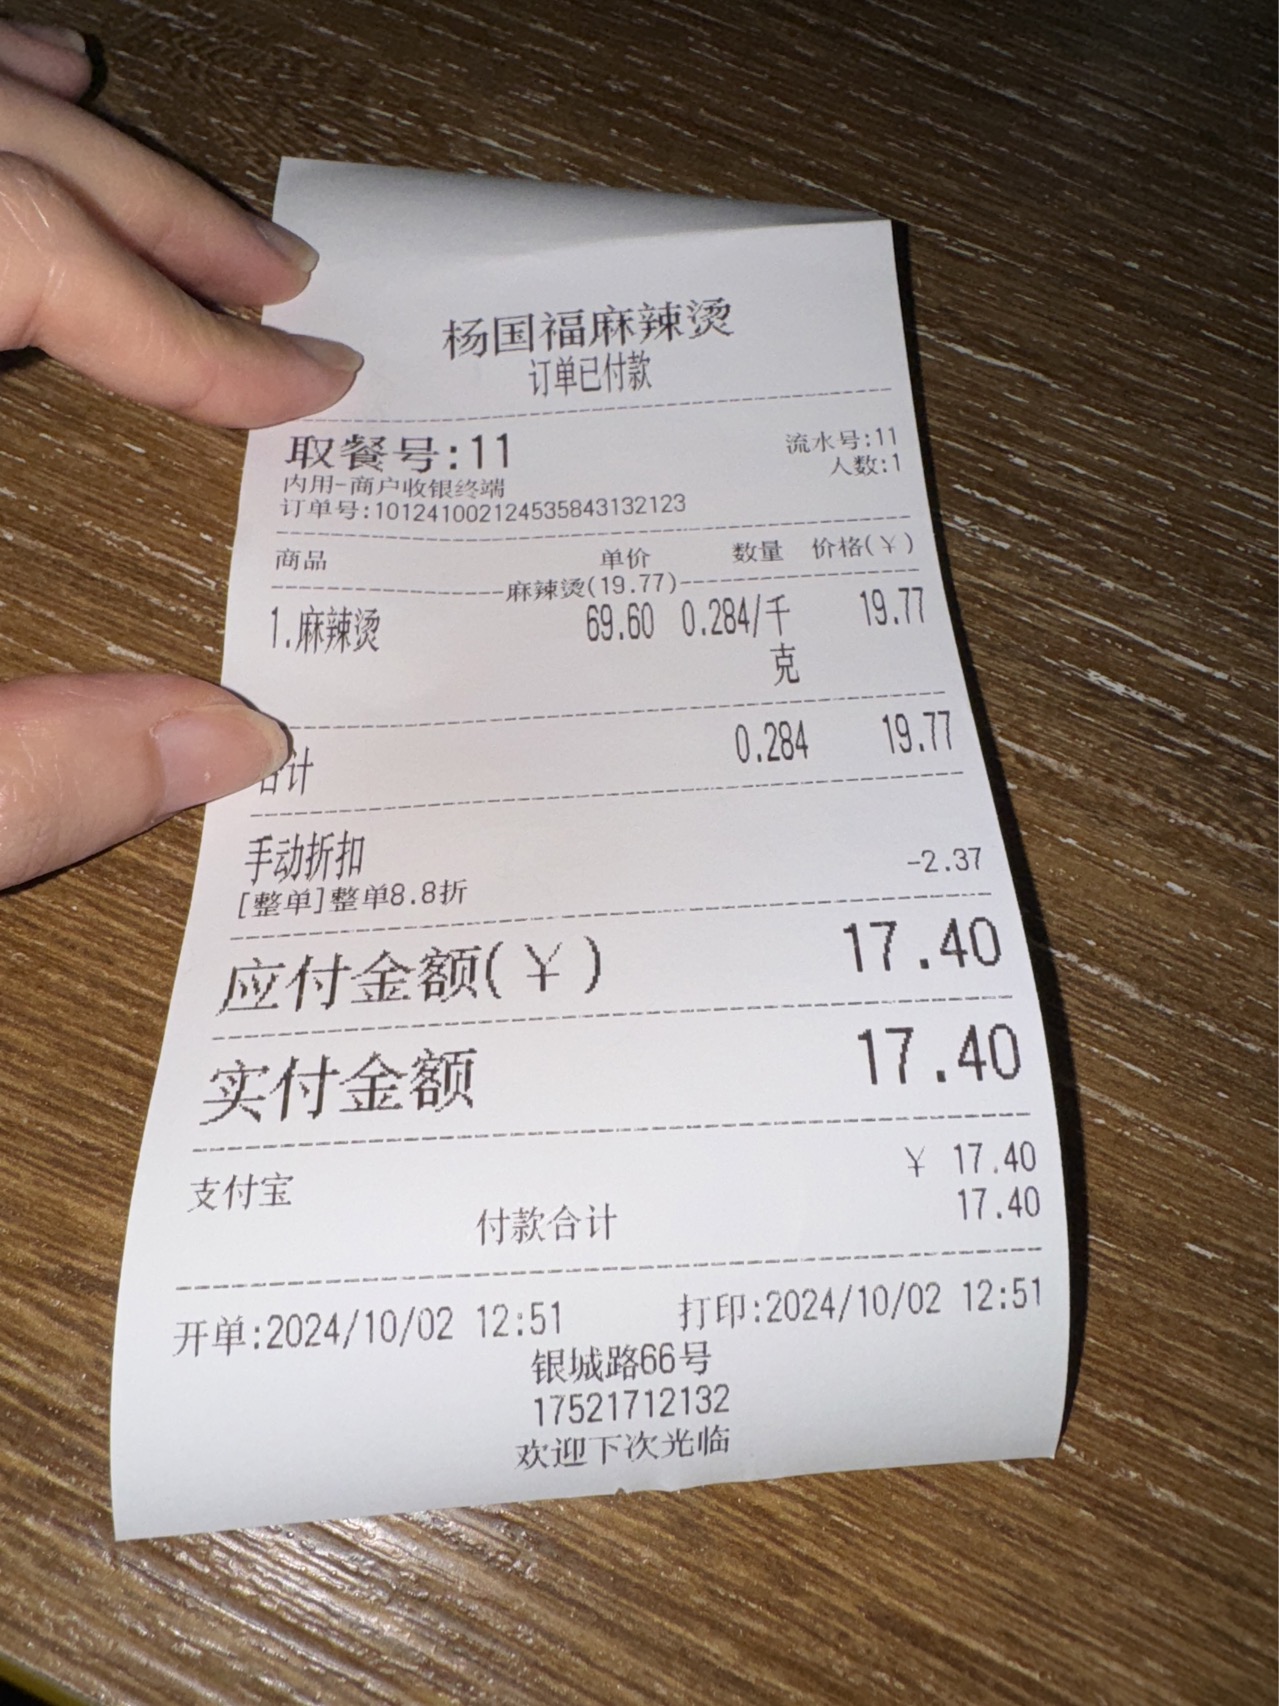 杨国福麻辣烫
订单已付款
取餐号:11 流水号:11
内用-商户收银终端 人数:1
订单号:101241002124535843132123
商品 单价 数量 价格(¥)
麻辣烫(19.77)
1.麻辣烫 69.60 0.284/千克 19.77
合计 0.284 19.77
手动折扣
[整单]整单8.8折 -2.37
应付金额(¥) 17.40
实付金额 17.40
支付宝 ¥ 17.40
付款合计 17.40
开单:2024/10/02 12:51 打印:2024/10/02 12:51
银城路66号
17521712132
欢迎下次光临